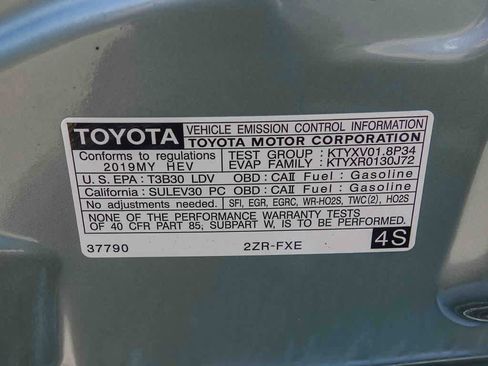 TOYOTA VEHICLE EMISSION CONTROL INFORMATION
TOYOTA MOTOR CORPORATION
Conforms to regulations
2019MY HEV
TEST GROUP : KTYXV01.8P34
EVAP FAMILY : KTYXR0130J72
U.S. EPA : T3B30 LDV OBD : CAⅡ Fuel : Gasoline
California : SULEV30 PC OBD : CAⅡ Fuel : Gasoline
No adjustments needed. SFI, EGR, EGRC, WR-HO2S, TWC(2), HO2S
NONE OF THE PERFORMANCE WARRANTY TESTS
OF 40 CFR PART 85, SUBPART W, IS TO BE CONDUCTED.
37790 2ZR-FXE 4S